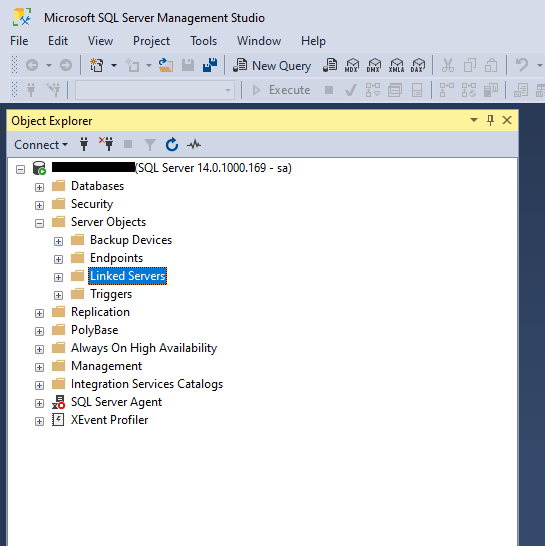 Microsoft SQL Server Management Studio
File Edit View Project Tools Window Help
New Query MDX DMX XMLA DAX
Execute
Object Explorer
Connect
(SQL Server 14.0.1000.169 - sa)
Databases
Security
Server Objects
Backup Devices
Endpoints
Linked Servers
Triggers
Replication
PolyBase
Always On High Availability
Management
Integration Services Catalogs
SQL Server Agent
XEvent Profiler